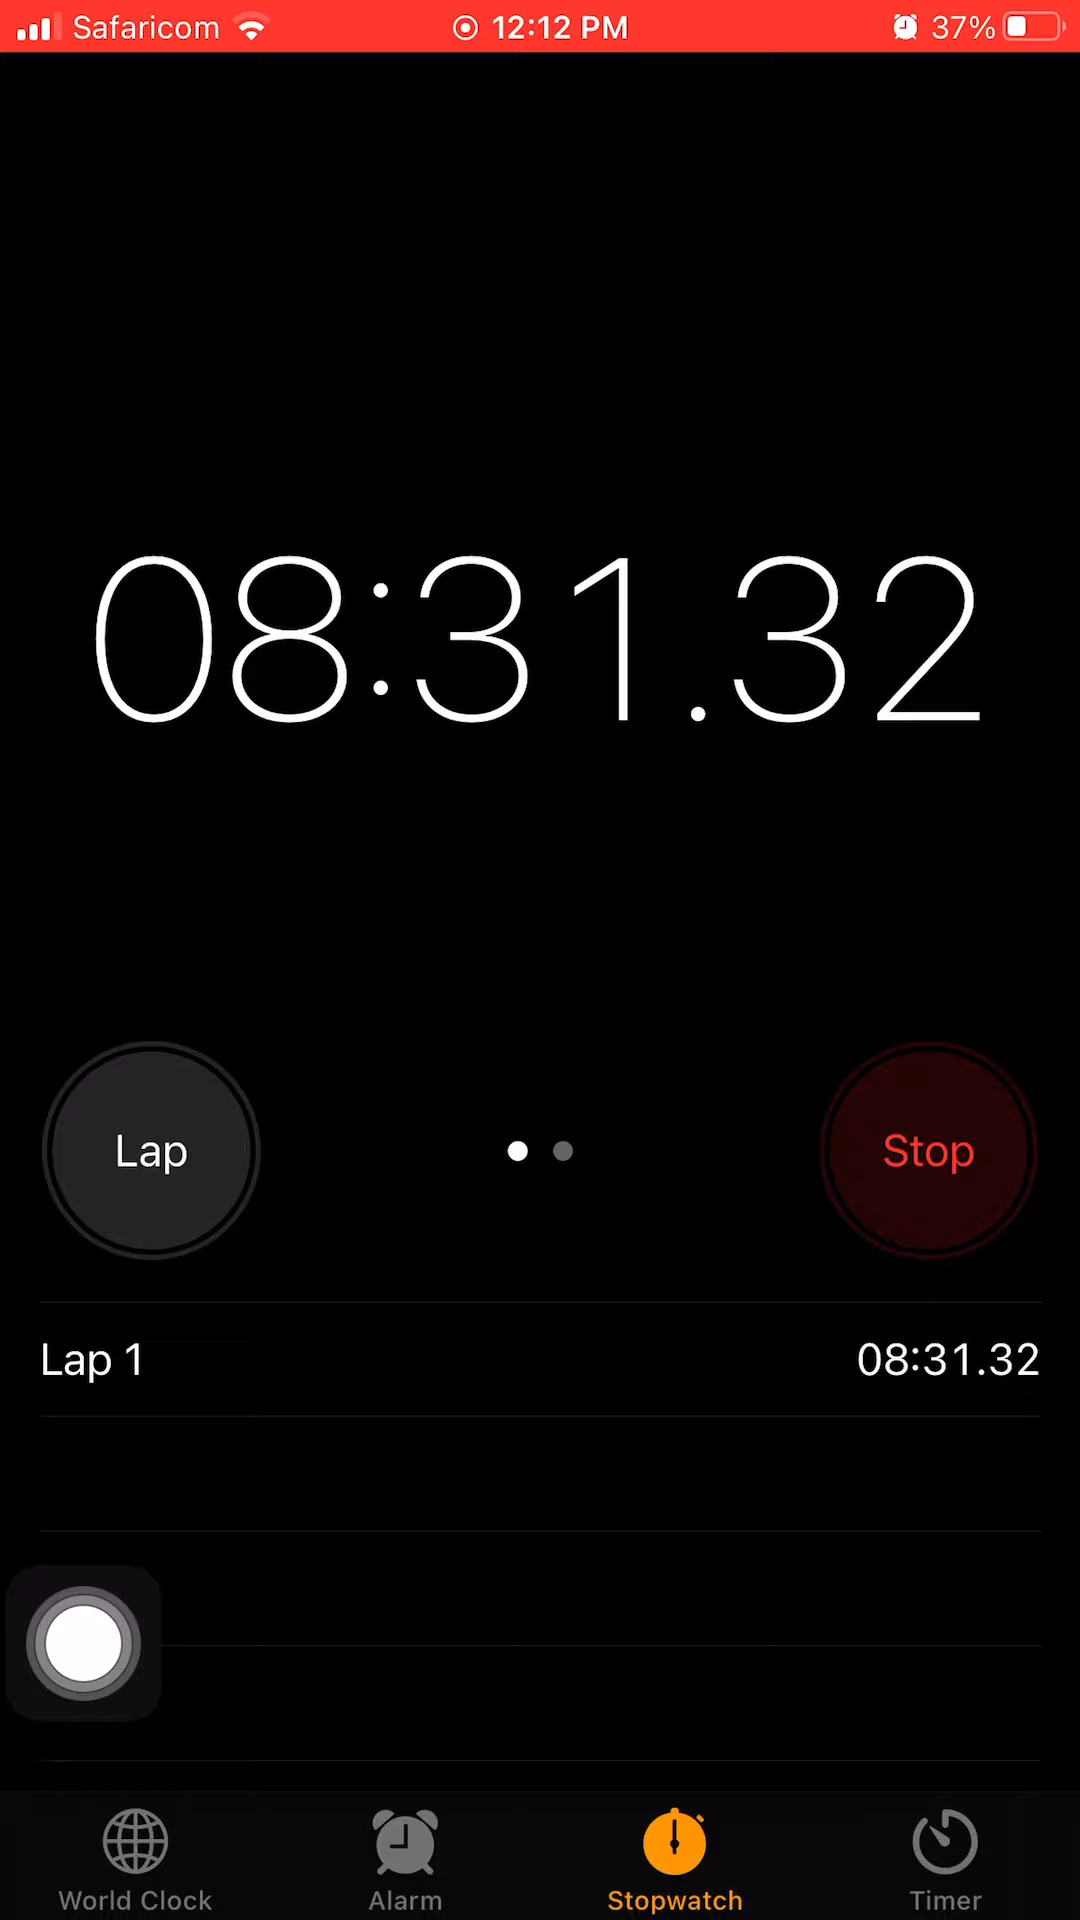 Safaricom 12:12 PM 37%
08:31.32
Lap Stop
Lap 1 08:31.32
World Clock Alarm Stopwatch Timer